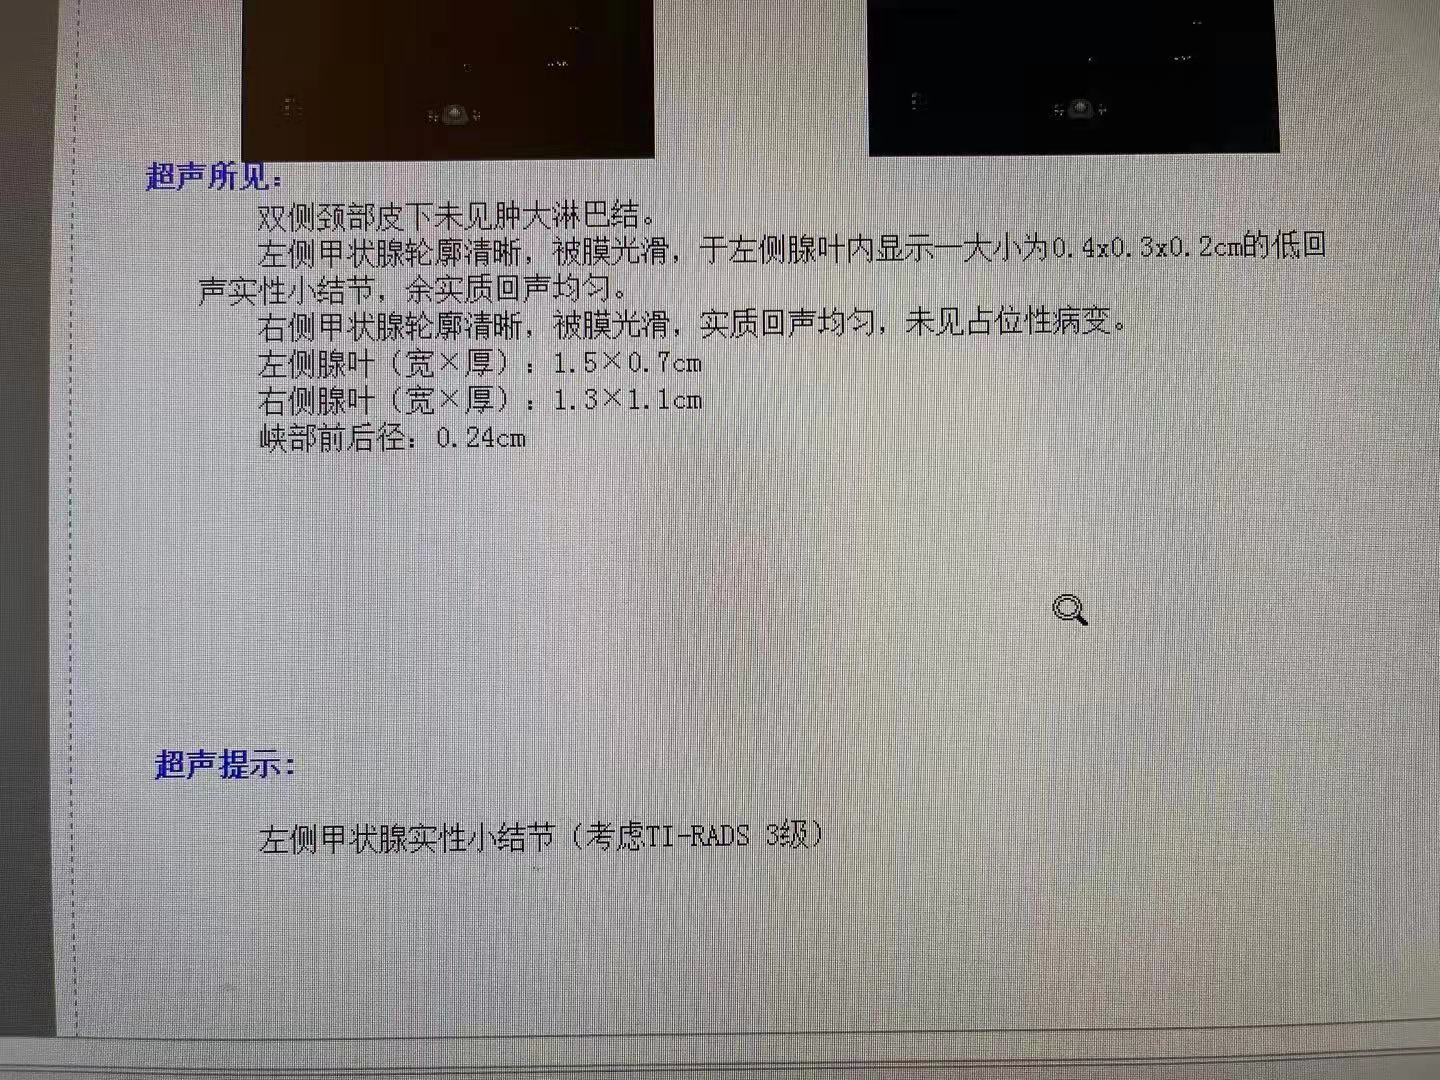 超声所见：
双侧颈部皮下未见肿大淋巴结。
左侧甲状腺轮廓清晰，被膜光滑，于左侧腺叶内显示一大小为0.4x0.3x0.2cm的低回
声实性小结节，余实质回声均匀。
右侧甲状腺轮廓清晰，被膜光滑，实质回声均匀，未见占位性病变。
左侧腺叶（宽×厚）：1.5×0.7cm
右侧腺叶（宽×厚）：1.3×1.1cm
峡部前后径：0.24cm
超声提示：
左侧甲状腺实性小结节（考虑TI-RADS 3级）